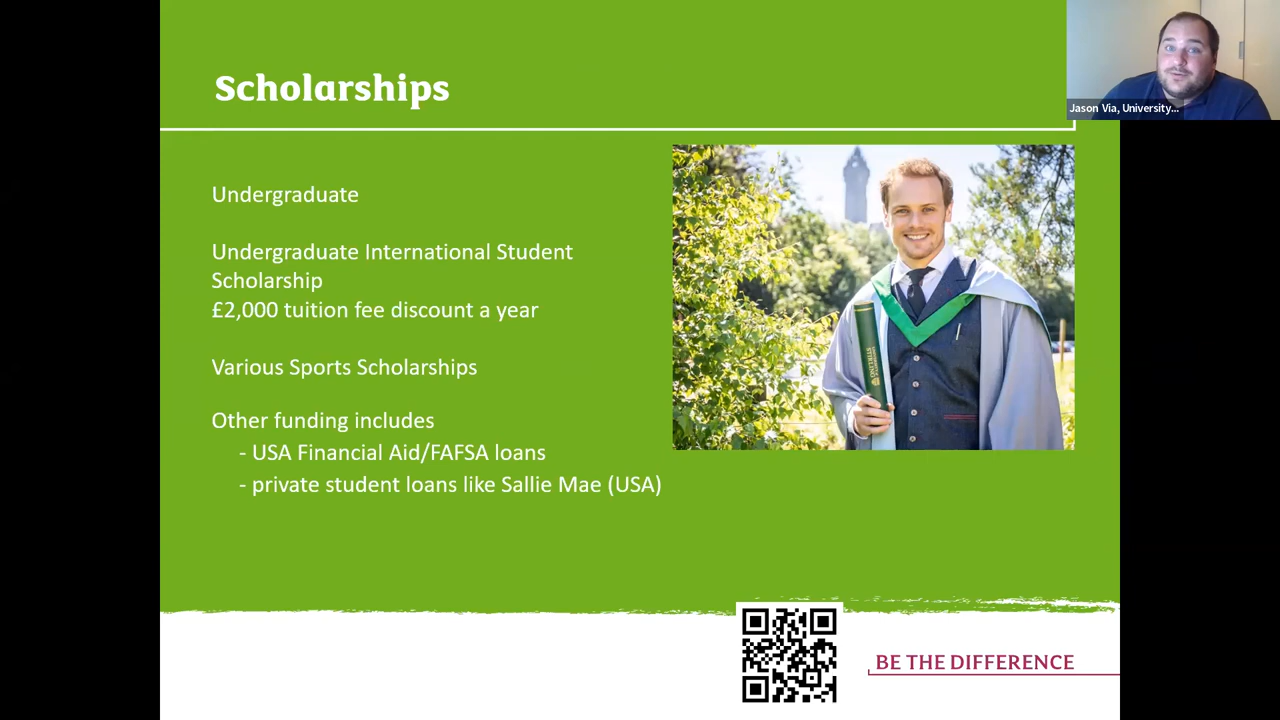 Scholarships
Jason Via, University...
Undergraduate
Undergraduate International Student
Scholarship
£2,000 tuition fee discount a year
Various Sports Scholarships
Other funding includes
- USA Financial Aid/FAFSA loans
- private student loans like Sallie Mae (USA)
STIRLING
BE THE DIFFERENCE